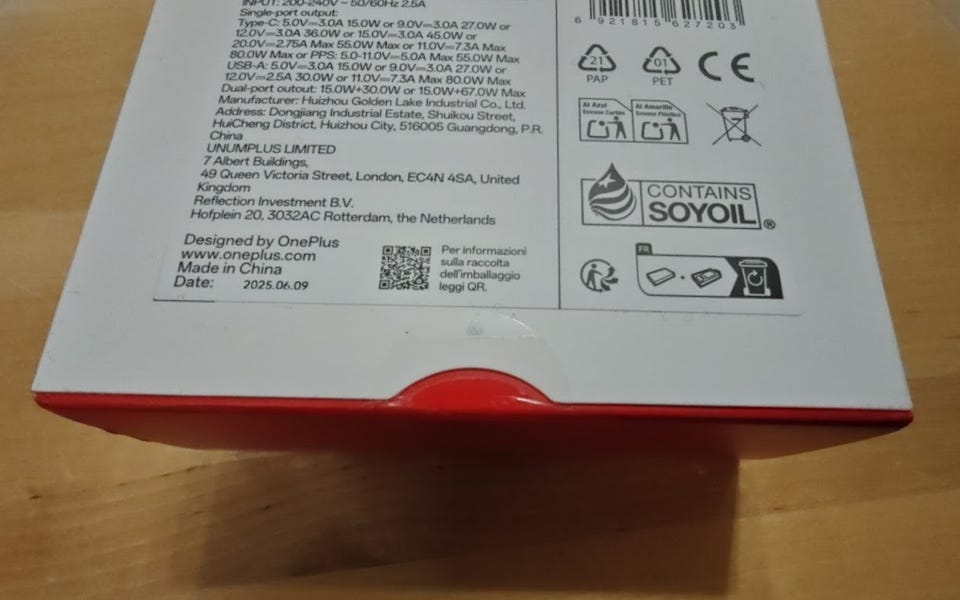 INPUT: 200-240V ~ 50/60Hz 2.5A
Single-port output:
Type-C: 5.0V⎓3.0A 15.0W or 9.0V⎓3.0A 27.0W or
12.0V⎓3.0A 36.0W or 15.0V⎓3.0A 45.0W or
20.0V⎓2.75A Max 55.0W Max or 11.0V⎓7.3A Max
80.0W Max or PPS: 5.0-11.0V⎓5.0A Max 55.0W Max
USB-A: 5.0V⎓3.0A 15.0W or 9.0V⎓3.0A 27.0W or
12.0V⎓2.5A 30.0W or 11.0V⎓7.3A Max 80.0W Max
Dual-port outout: 15.0W+30.0W or 15.0W+67.0W Max
Manufacturer: Huizhou Golden Lake Industrial Co., Ltd.
Address: Dongjiang Industrial Estate, Shuikou Street,
HuiCheng District, Huizhou City, 516005 Guangdong, P.R.
China
UNUMPLUS LIMITED
7 Albert Buildings,
49 Queen Victoria Street, London, EC4N 4SA, United
Kingdom
Reflection Investment B.V.
Hofplein 20, 3032AC Rotterdam, the Netherlands
Designed by OnePlus
www.oneplus.com
Made in China
Date: 2025.06.09
Per informazioni
sulla raccolta
dell'imballaggio
leggi QR.
6 921815 627203
21
PAP
01
PET
CE
Al Azul
Envase Cartón
Al Amarillo
Envase Plástico
CONTAINS
SOYOIL®
FR
+